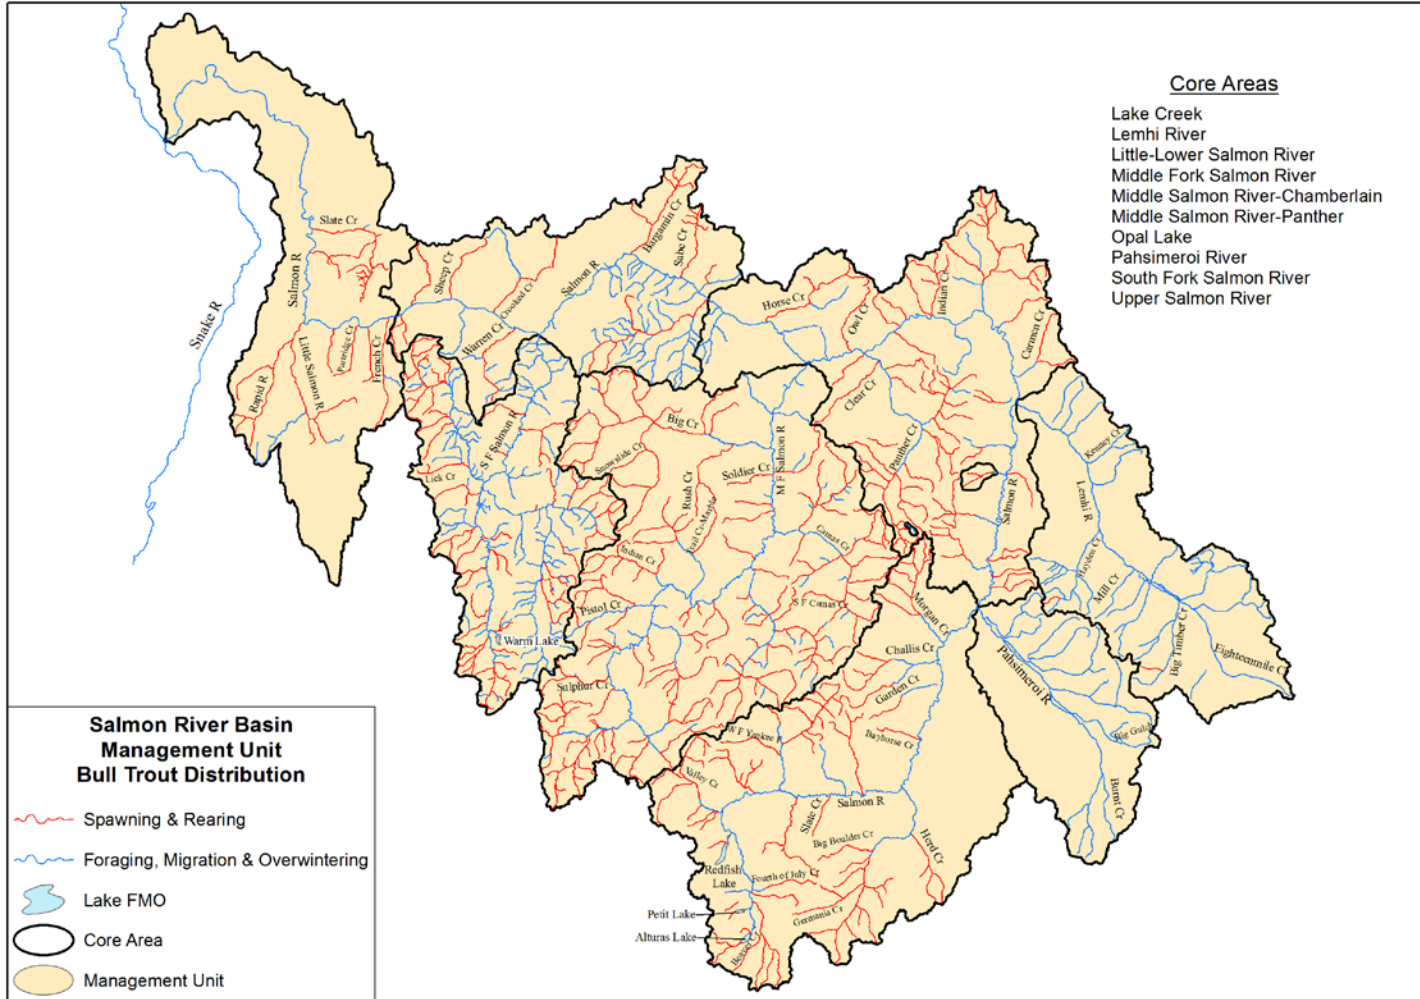 Core Areas
Lake Creek
Lemhi River
Little-Lower Salmon River
Middle Fork Salmon River
Middle Salmon River-Chamberlain
Middle Salmon River-Panther
Opal Lake
Pahsimeroi River
South Fork Salmon River
Upper Salmon River
Snake R
Salmon R
Slate Cr
Rapid R
Little Salmon R
Partridge Cr
French Cr
Sheep Cr
Crooked Cr
Warren Cr
Salmon R
Bargamin Cr
Sabe Cr
Horse Cr
Owl Cr
Indian Cr
Carmen Cr
Clear Cr
Panther Cr
Salmon R
Kenney Cr
Lemhi R
Hayden Cr
Mill Cr
Big Timber Cr
Eighteenmile C
S F Salmon R
Lick Cr
Warm Lake
Big Cr
Snowslide Cr
Rush Cr
Soldier Cr
M F Salmon R
Trail Cr-Marble
Indian Cr
Camas Cr
Pistol Cr
S F Camas Cr
Sulphur Cr
Morgan Cr
Challis Cr
Garden Cr
Bayhorse Cr
Pahsimeroi R
Big Gulch
Burnt Cr
W F Yankee F
Valley Cr
Salmon R
Slate Cr
Big Boulder Cr
Herd Cr
Redfish
Lake
Fourth of July Cr
Germania Cr
Petit Lake
Alturas Lake
Beaver C
Salmon River Basin
Management Unit
Bull Trout Distribution
Spawning & Rearing
Foraging, Migration & Overwintering
Lake FMO
Core Area
Management Unit